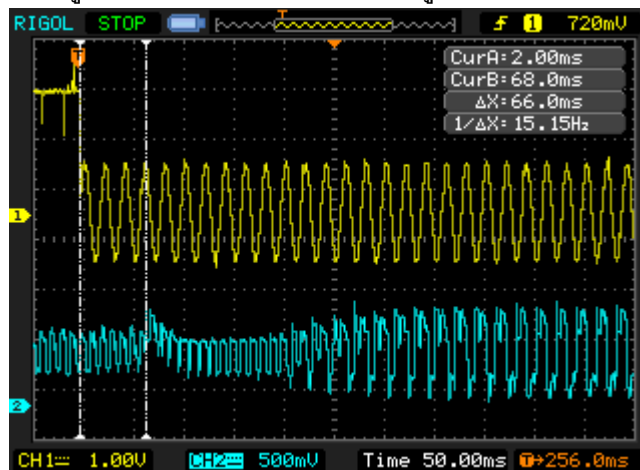 RIGOL STOP T f 1 720mV
T
CurA=2.00ms
CurB=68.0ms
ΔX=66.0ms
1/ΔX=15.15Hz
1
2
CH1 1.00V CH2 500mV Time 50.00ms T→256.0ms